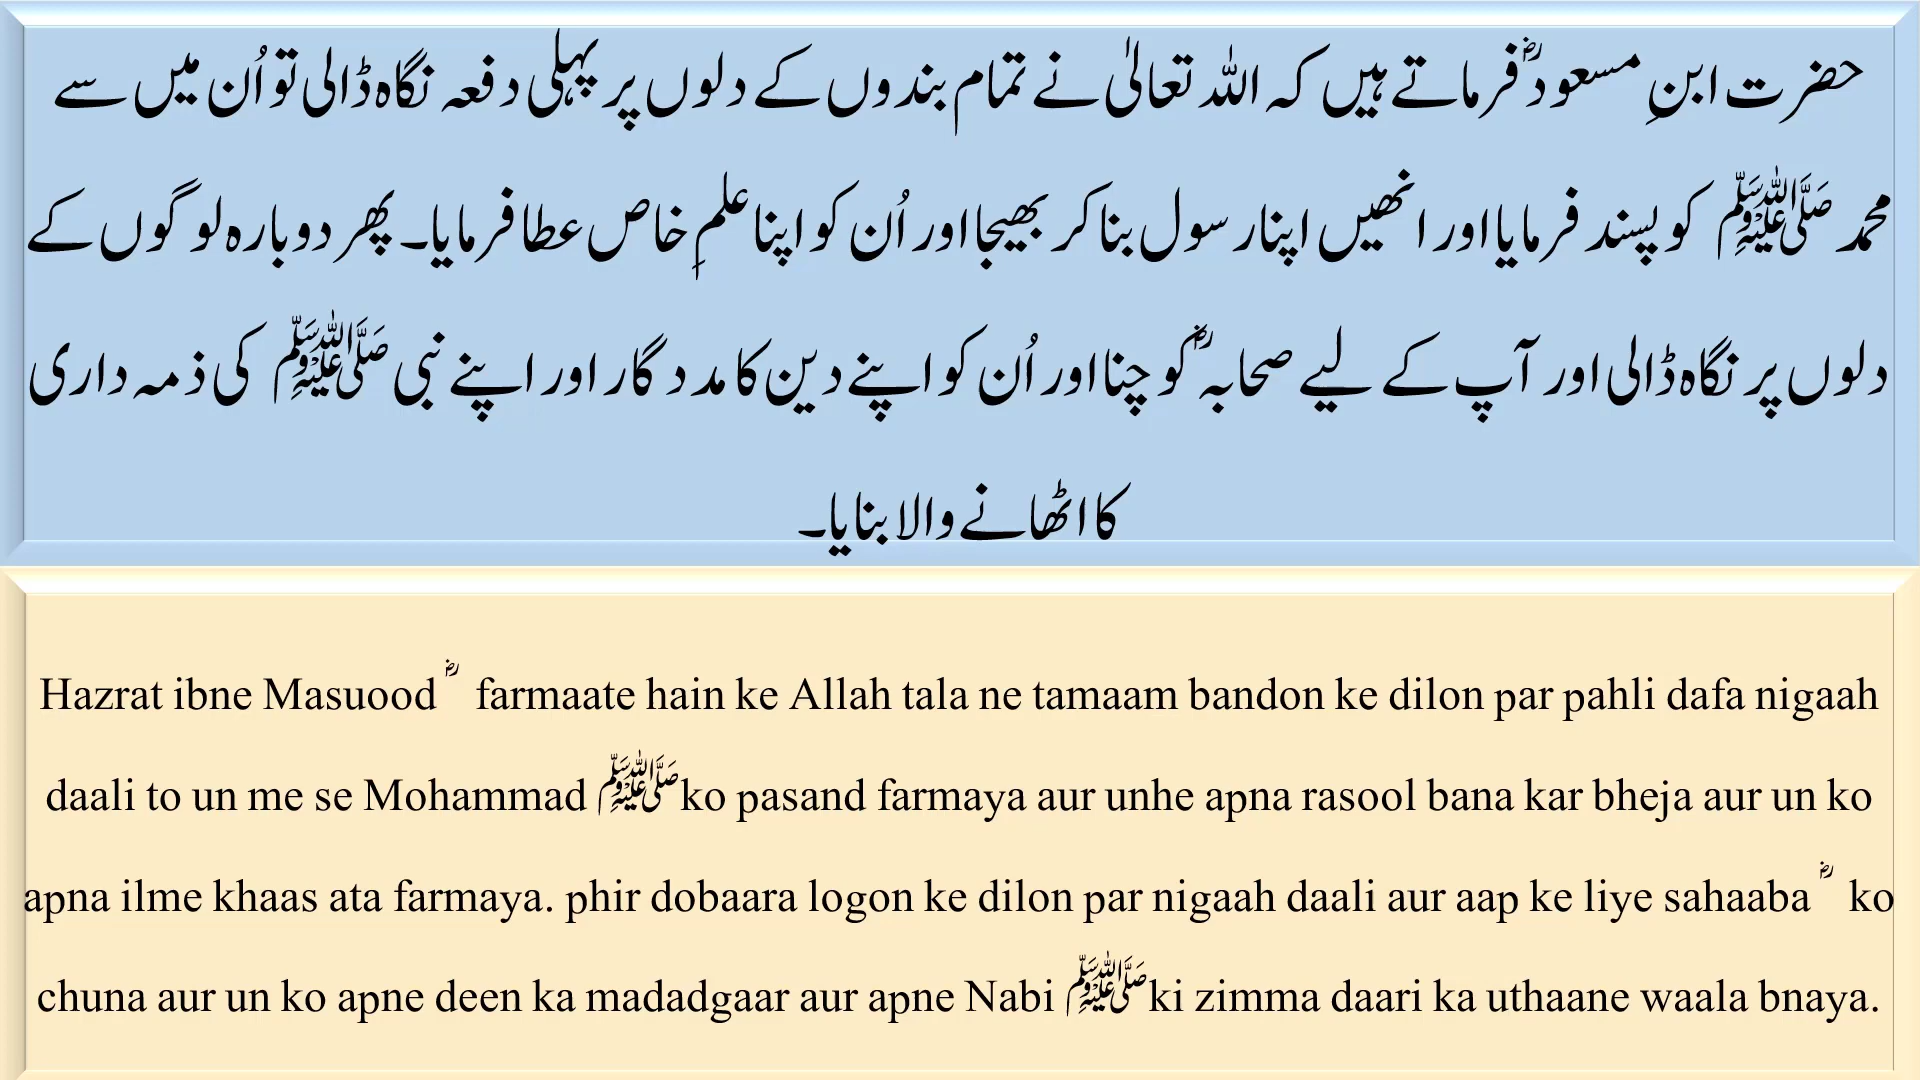 حضرت ابنِ مسعودؓ فرماتے ہیں کہ اللہ تعالیٰ نے تمام بندوں کے دلوں پر پہلی دفعہ نگاہ ڈالی تو اُن میں سے
محمد ﷺ کو پسند فرمایا اور انھیں اپنا رسول بنا کر بھیجا اور اُن کو اپنا علمِ خاص عطا فرمایا۔ پھر دوبارہ لوگوں کے
دلوں پر نگاہ ڈالی اور آپ کے لیے صحابہؓ کو چنا اور اُن کو اپنے دین کا مددگار اور اپنے نبی ﷺ کی ذمہ داری
کا اٹھانے والا بنایا۔
Hazrat ibne Masuood ؓ farmaate hain ke Allah tala ne tamaam bandon ke dilon par pahli dafa nigaah
daali to un me se Mohammad ﷺ ko pasand farmaya aur unhe apna rasool bana kar bheja aur un ko
apna ilme khaas ata farmaya. phir dobaara logon ke dilon par nigaah daali aur aap ke liye sahaaba ؓ ko
chuna aur un ko apne deen ka madadgaar aur apne Nabi ﷺ ki zimma daari ka uthaane waala bnaya.